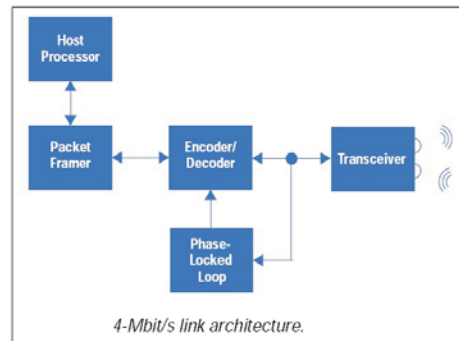 Host
Processor
Packet
Framer
Encoder/
Decoder
Transceiver
Phase-
Locked
Loop
4-Mbit/s link architecture.